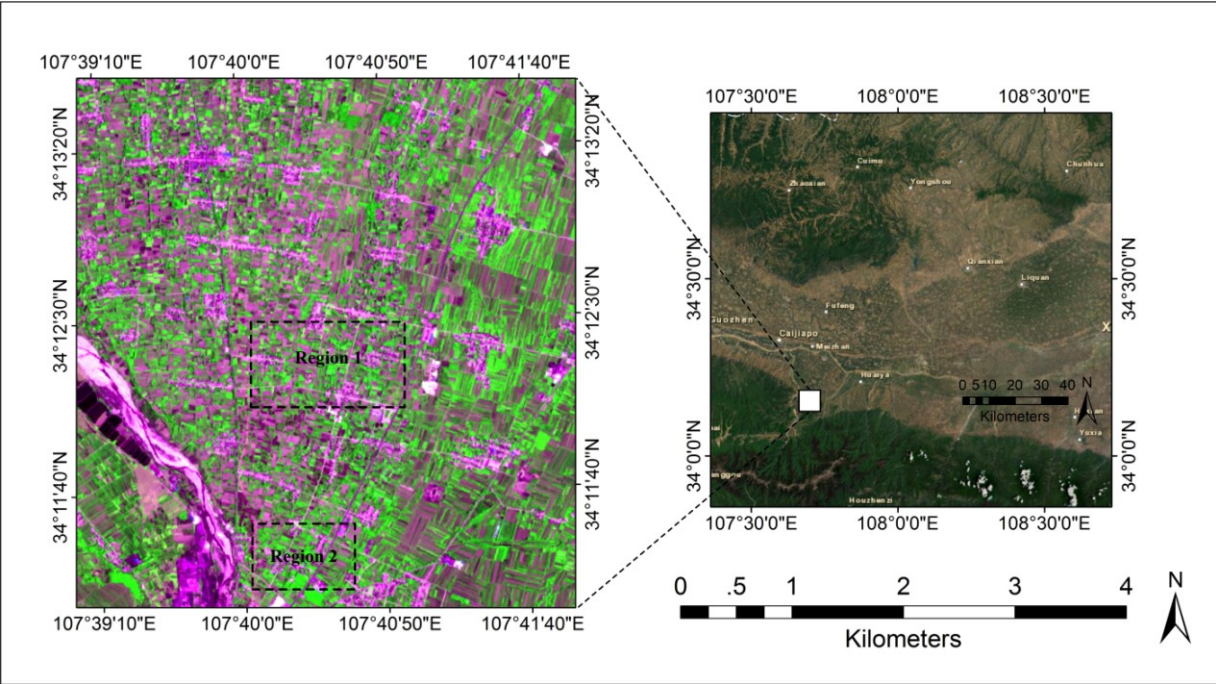 107°39'10"E 107°40'0"E 107°40'50"E 107°41'40"E
34°13'20"N
34°12'30"N
34°11'40"N
34°13'20"N
34°12'30"N
34°11'40"N
Region 1
Region 2
107°39'10"E 107°40'0"E 107°40'50"E 107°41'40"E
107°30'0"E 108°0'0"E 108°30'0"E
Cuimu
Chunhua
Zhaoxian
Yongshou
Qianxian
Liquan
Fufeng
Guozhen
Caijiapo
X
Meizhan
Huaiya
0 510 20 30 40
N
Kilometers
Yuxia
Houzhenzi
34°30'0"N
34°0'0"N
34°30'0"N
34°0'0"N
107°30'0"E 108°0'0"E 108°30'0"E
0 .5 1 2 3 4
Kilometers
N